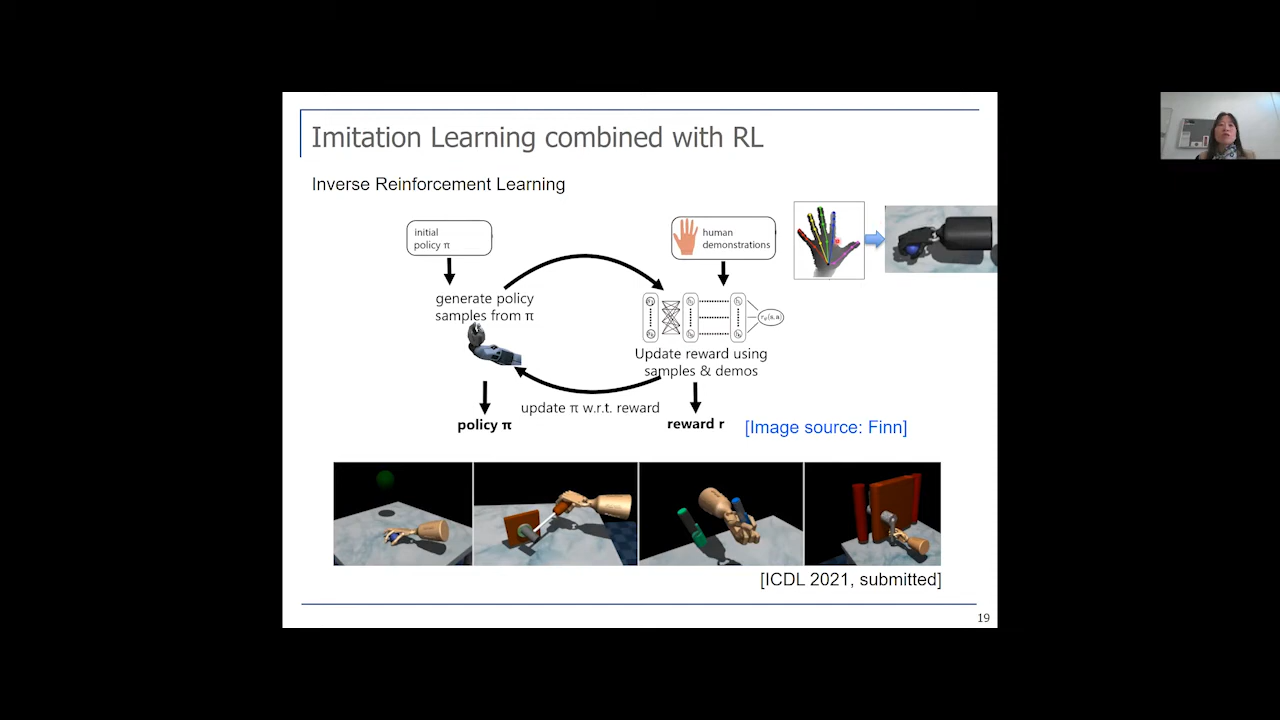 Imitation Learning combined with RL
Inverse Reinforcement Learning
initial
policy π
human
demonstrations
generate policy
samples from π
Update reward using
samples & demos
update π w.r.t. reward
policy π
reward r
[Image source: Finn]
[ICDL 2021, submitted]
19